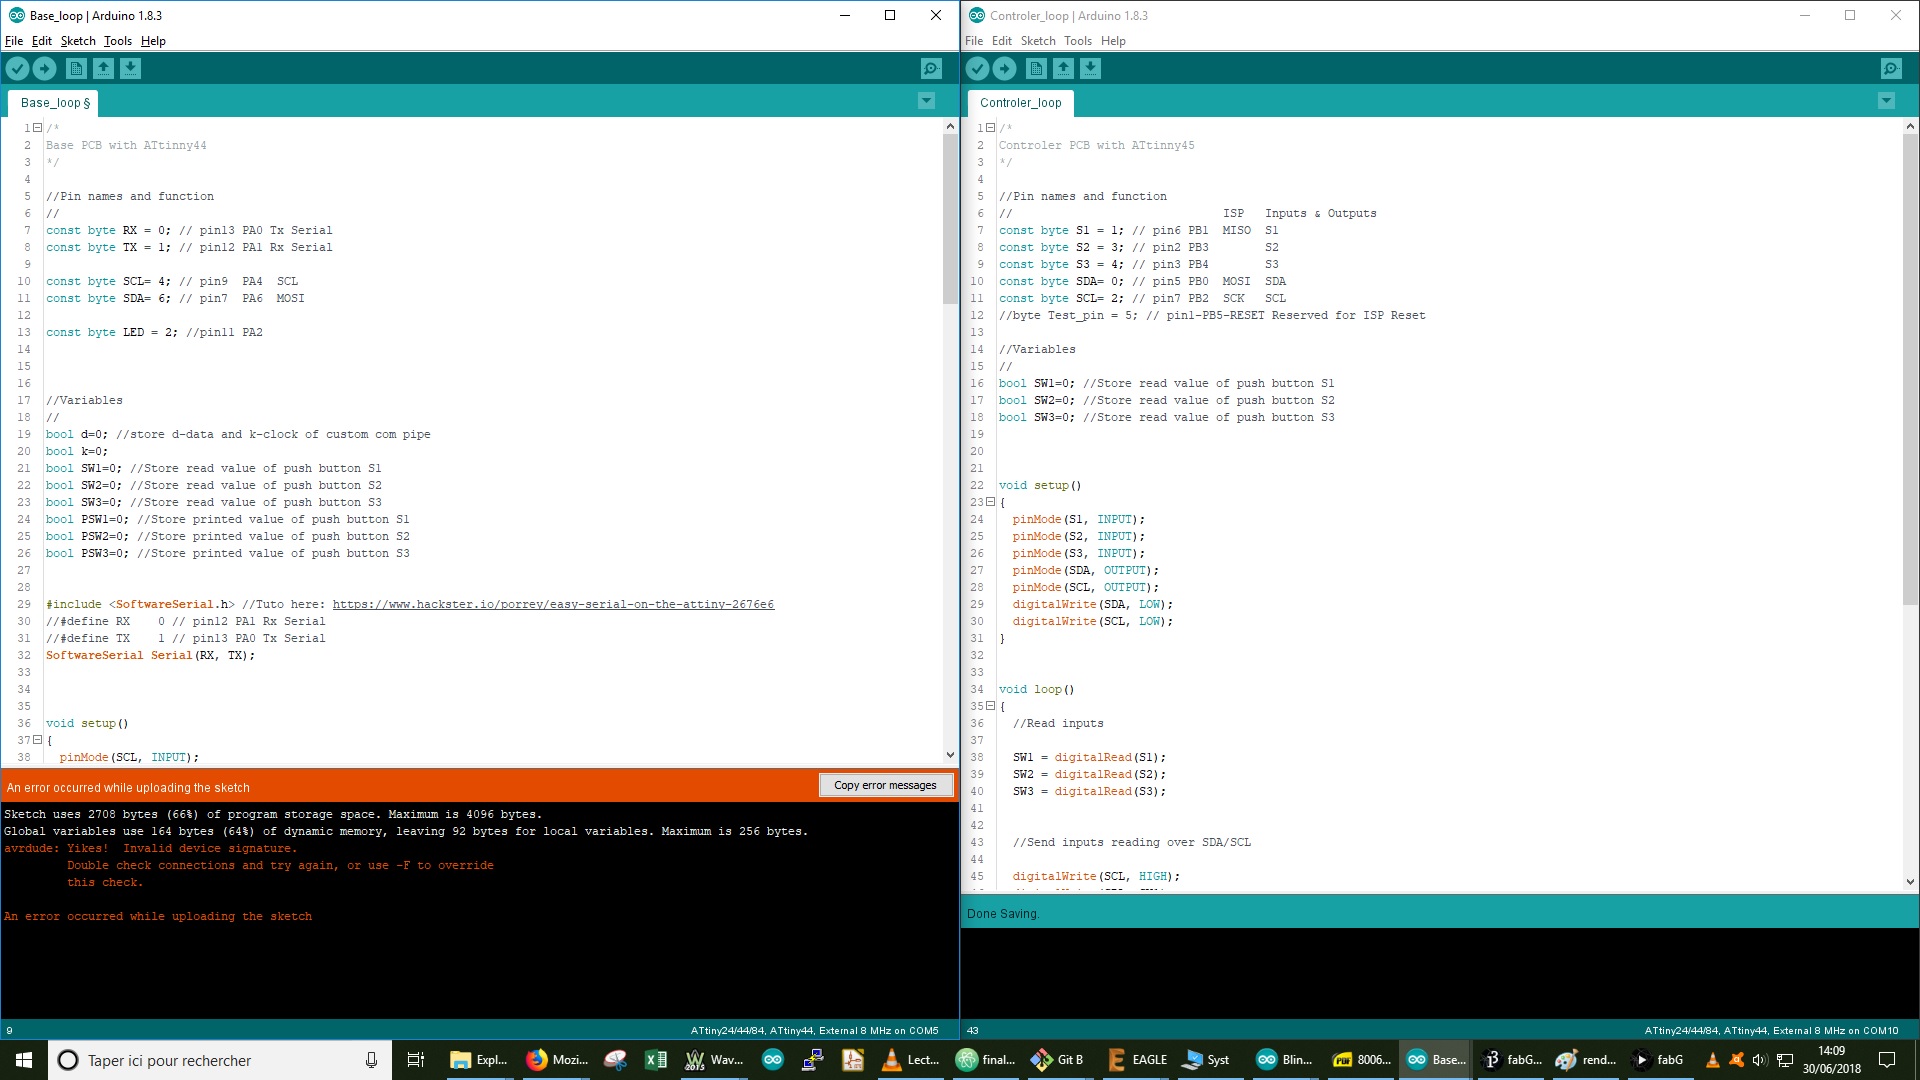 Base_loop | Arduino 1.8.3
File Edit Sketch Tools Help
Base_loop §
1 /*
2 Base PCB with ATtinny44
3 */
4
5 //Pin names and function
6 //
7 const byte RX = 0; // pin13 PA0 Tx Serial
8 const byte TX = 1; // pin12 PA1 Rx Serial
9
10 const byte SCL= 4; // pin9 PA4 SCL
11 const byte SDA= 6; // pin7 PA6 MOSI
12
13 const byte LED = 2; //pin11 PA2
14
15
16
17 //Variables
18 //
19 bool d=0; //store d-data and k-clock of custom com pipe
20 bool k=0;
21 bool SW1=0; //Store read value of push button S1
22 bool SW2=0; //Store read value of push button S2
23 bool SW3=0; //Store read value of push button S3
24 bool PSW1=0; //Store printed value of push button S1
25 bool PSW2=0; //Store printed value of push button S2
26 bool PSW3=0; //Store printed value of push button S3
27
28
29 #include <SoftwareSerial.h> //Tuto here: https://www.hackster.io/porrey/easy-serial-on-the-attiny-2676e6
30 //#define RX 0 // pin12 PA1 Rx Serial
31 //#define TX 1 // pin13 PA0 Tx Serial
32 SoftwareSerial Serial(RX, TX);
33
34
35
36 void setup()
37 {
38 pinMode(SCL, INPUT);
An error occurred while uploading the sketch
Copy error messages
Sketch uses 2708 bytes (66%) of program storage space. Maximum is 4096 bytes.
Global variables use 164 bytes (64%) of dynamic memory, leaving 92 bytes for local variables. Maximum is 256 bytes.
avrdude: Yikes! Invalid device signature.
Double check connections and try again, or use -F to override
this check.
An error occurred while uploading the sketch
9
ATtiny24/44/84, ATtiny44, External 8 MHz on COM5
Controler_loop | Arduino 1.8.3
File Edit Sketch Tools Help
Controler_loop
1 /*
2 Controler PCB with ATtinny45
3 */
4
5 //Pin names and function
6 // ISP Inputs & Outputs
7 const byte S1 = 1; // pin6 PB1 MISO S1
8 const byte S2 = 3; // pin2 PB3 S2
9 const byte S3 = 4; // pin3 PB4 S3
10 const byte SDA= 0; // pin5 PB0 MOSI SDA
11 const byte SCL= 2; // pin7 PB2 SCK SCL
12 //byte Test_pin = 5; // pin1-PB5-RESET Reserved for ISP Reset
13
14 //Variables
15 //
16 bool SW1=0; //Store read value of push button S1
17 bool SW2=0; //Store read value of push button S2
18 bool SW3=0; //Store read value of push button S3
19
20
21
22 void setup()
23 {
24 pinMode(S1, INPUT);
25 pinMode(S2, INPUT);
26 pinMode(S3, INPUT);
27 pinMode(SDA, OUTPUT);
28 pinMode(SCL, OUTPUT);
29 digitalWrite(SDA, LOW);
30 digitalWrite(SCL, LOW);
31 }
32
33
34 void loop()
35 {
36 //Read inputs
37
38 SW1 = digitalRead(S1);
39 SW2 = digitalRead(S2);
40 SW3 = digitalRead(S3);
41
42
43 //Send inputs reading over SDA/SCL
44
45 digitalWrite(SCL, HIGH);
Done Saving.
43
ATtiny24/44/84, ATtiny44, External 8 MHz on COM10
Taper ici pour rechercher
Expl... Mozi... Wav... Lect... final... Git B EAGLE Syst Blin... 8006... Base... fabG... rend... fabG
14:09
30/06/2018